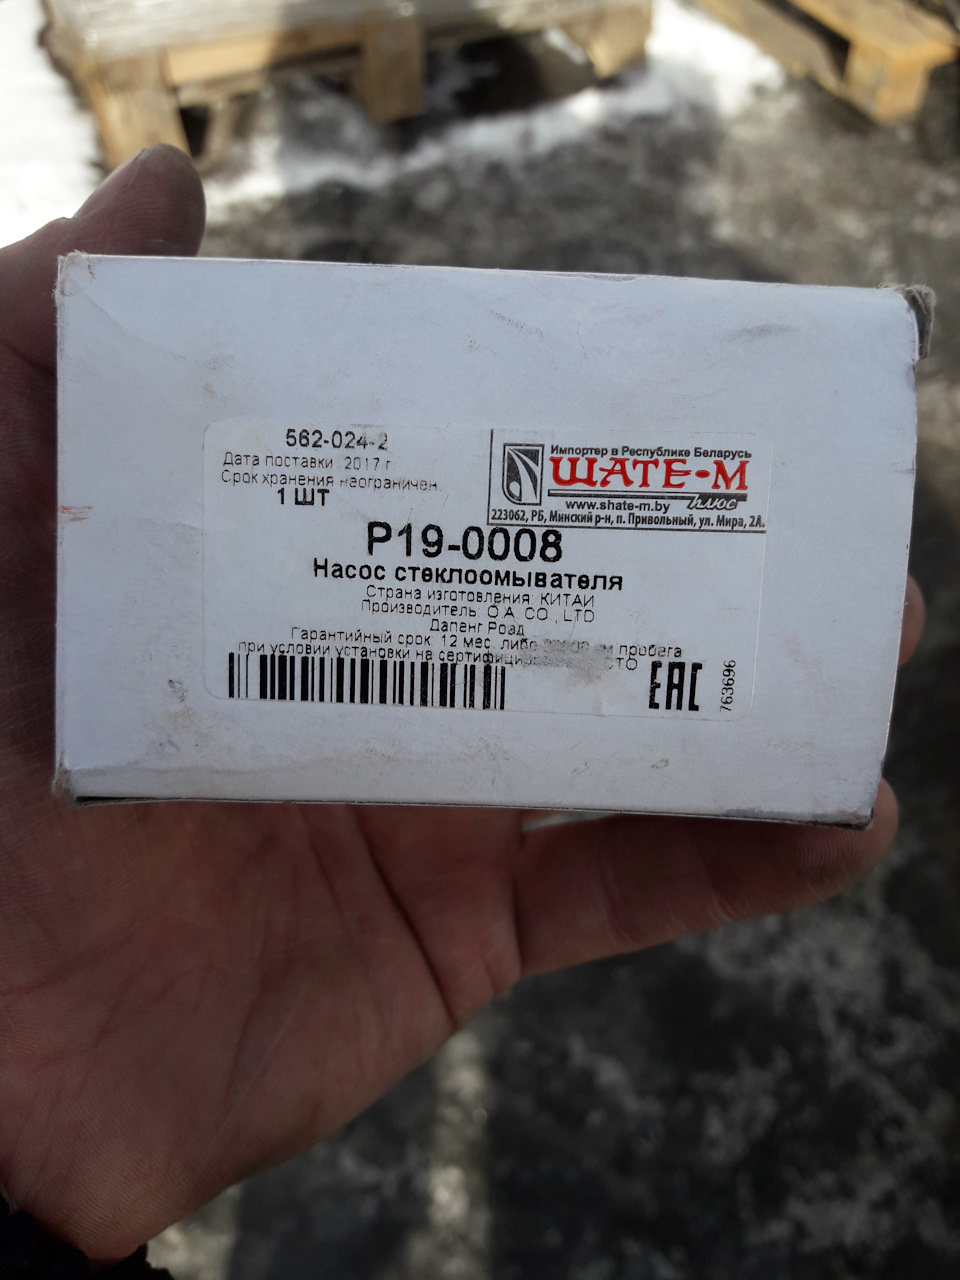 562-024-2
Дата поставки 2017 г.
Срок хранения неограничен.
1 ШТ
Импортер в Республике Беларусь
ШАТЕ-М
плюс
www.shate-m.by
223062, РБ, Минский р-н, п. Привольный, ул. Мира, 2А.
P19-0008
Насос стеклоомывателя
Страна изготовления: КИТАЙ
Производитель: O.A. CO., LTD
Дапенг Роад
Гарантийный срок: 12 мес. либо км пробега
при условии установки на СТО
EAC
763696